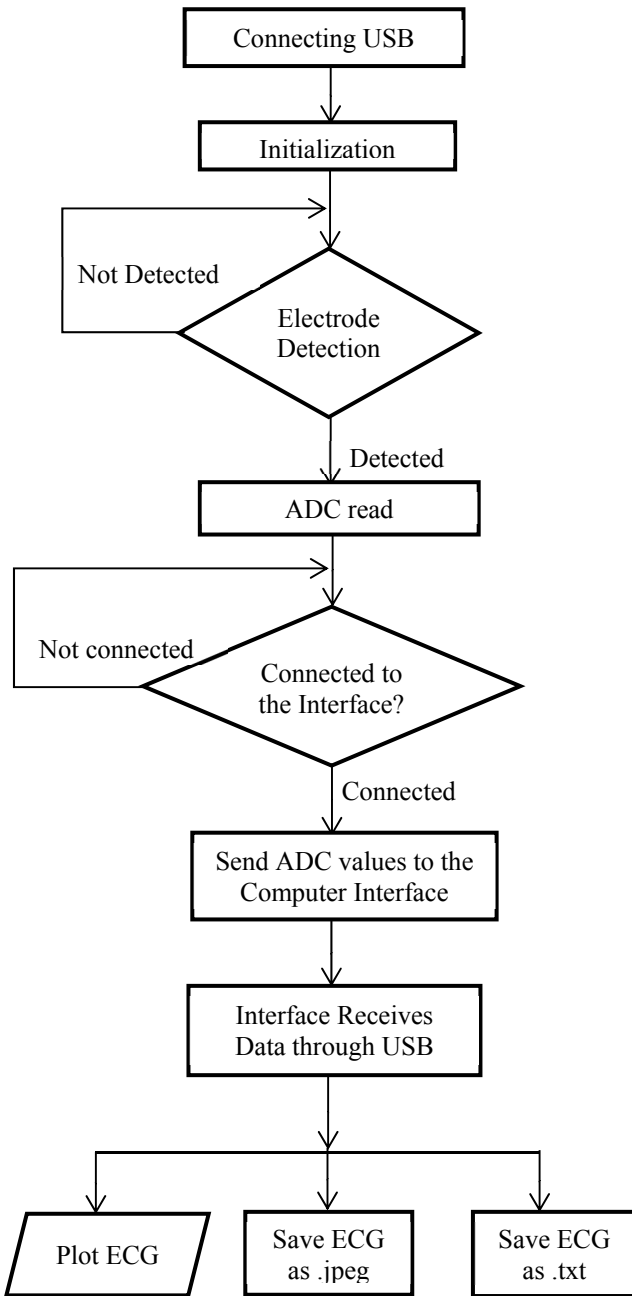 Connecting USB
Initialization
Not Detected
Electrode
Detection
Detected
ADC read
Not connected
Connected to
the Interface?
Connected
Send ADC values to the
Computer Interface
Interface Receives
Data through USB
Plot ECG
Save ECG
as .jpeg
Save ECG
as .txt